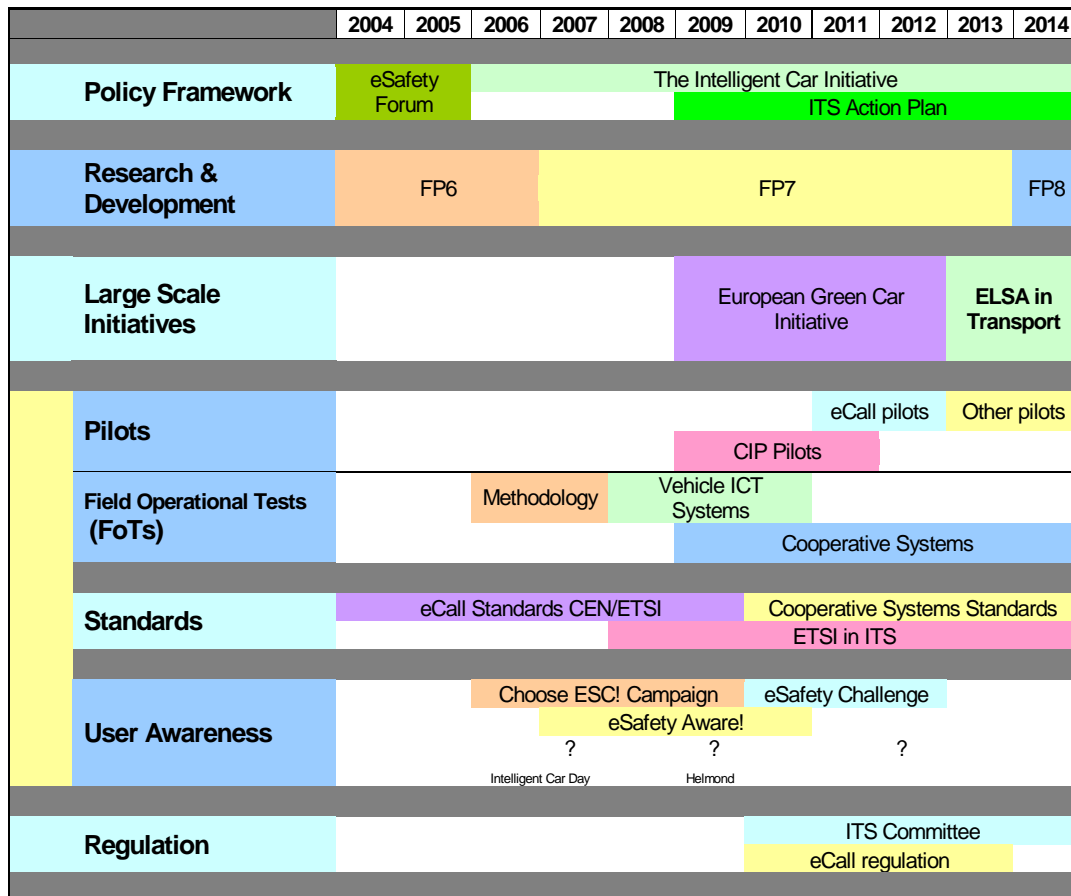 2004 2005 2006 2007 2008 2009 2010 2011 2012 2013 2014
Policy Framework
eSafety
Forum
The Intelligent Car Initiative
ITS Action Plan
Research &
Development
FP6
FP7
FP8
Large Scale
Initiatives
European Green Car
Initiative
ELSA in
Transport
Pilots
eCall pilots
Other pilots
CIP Pilots
Field Operational Tests
(FoTs)
Methodology
Vehicle ICT
Systems
Cooperative Systems
Standards
eCall Standards CEN/ETSI
Cooperative Systems Standards
ETSI in ITS
User Awareness
Choose ESC! Campaign
eSafety Challenge
eSafety Aware!
? ? ?
Intelligent Car Day
Helmond
Regulation
ITS Committee
eCall regulation